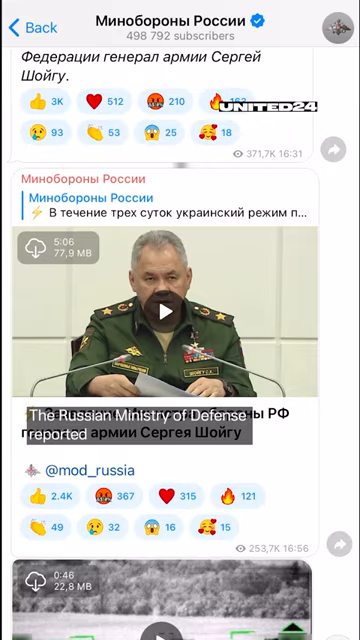 Back
Минобороны России
498 792 subscribers
Федерации генерал армии Сергей
Шойгу.
👍 3K ❤️ 512 🤬 210 🔥
UNITED24
😢 93 👏 53 😱 25 🥰 18
371,7K 16:31
Минобороны России
Минобороны России
⚡ В течение трех суток украинский режим п...
5:06
77,9 MB
The Russian Ministry of Defense
reported
ны РФ
армии Сергея Шойгу
@mod_russia
👍 2.4K 🤬 367 ❤️ 315 🔥 121
👏 49 😢 32 😱 16 🥰 15
253,7K 16:56
0:46
22,8 MB